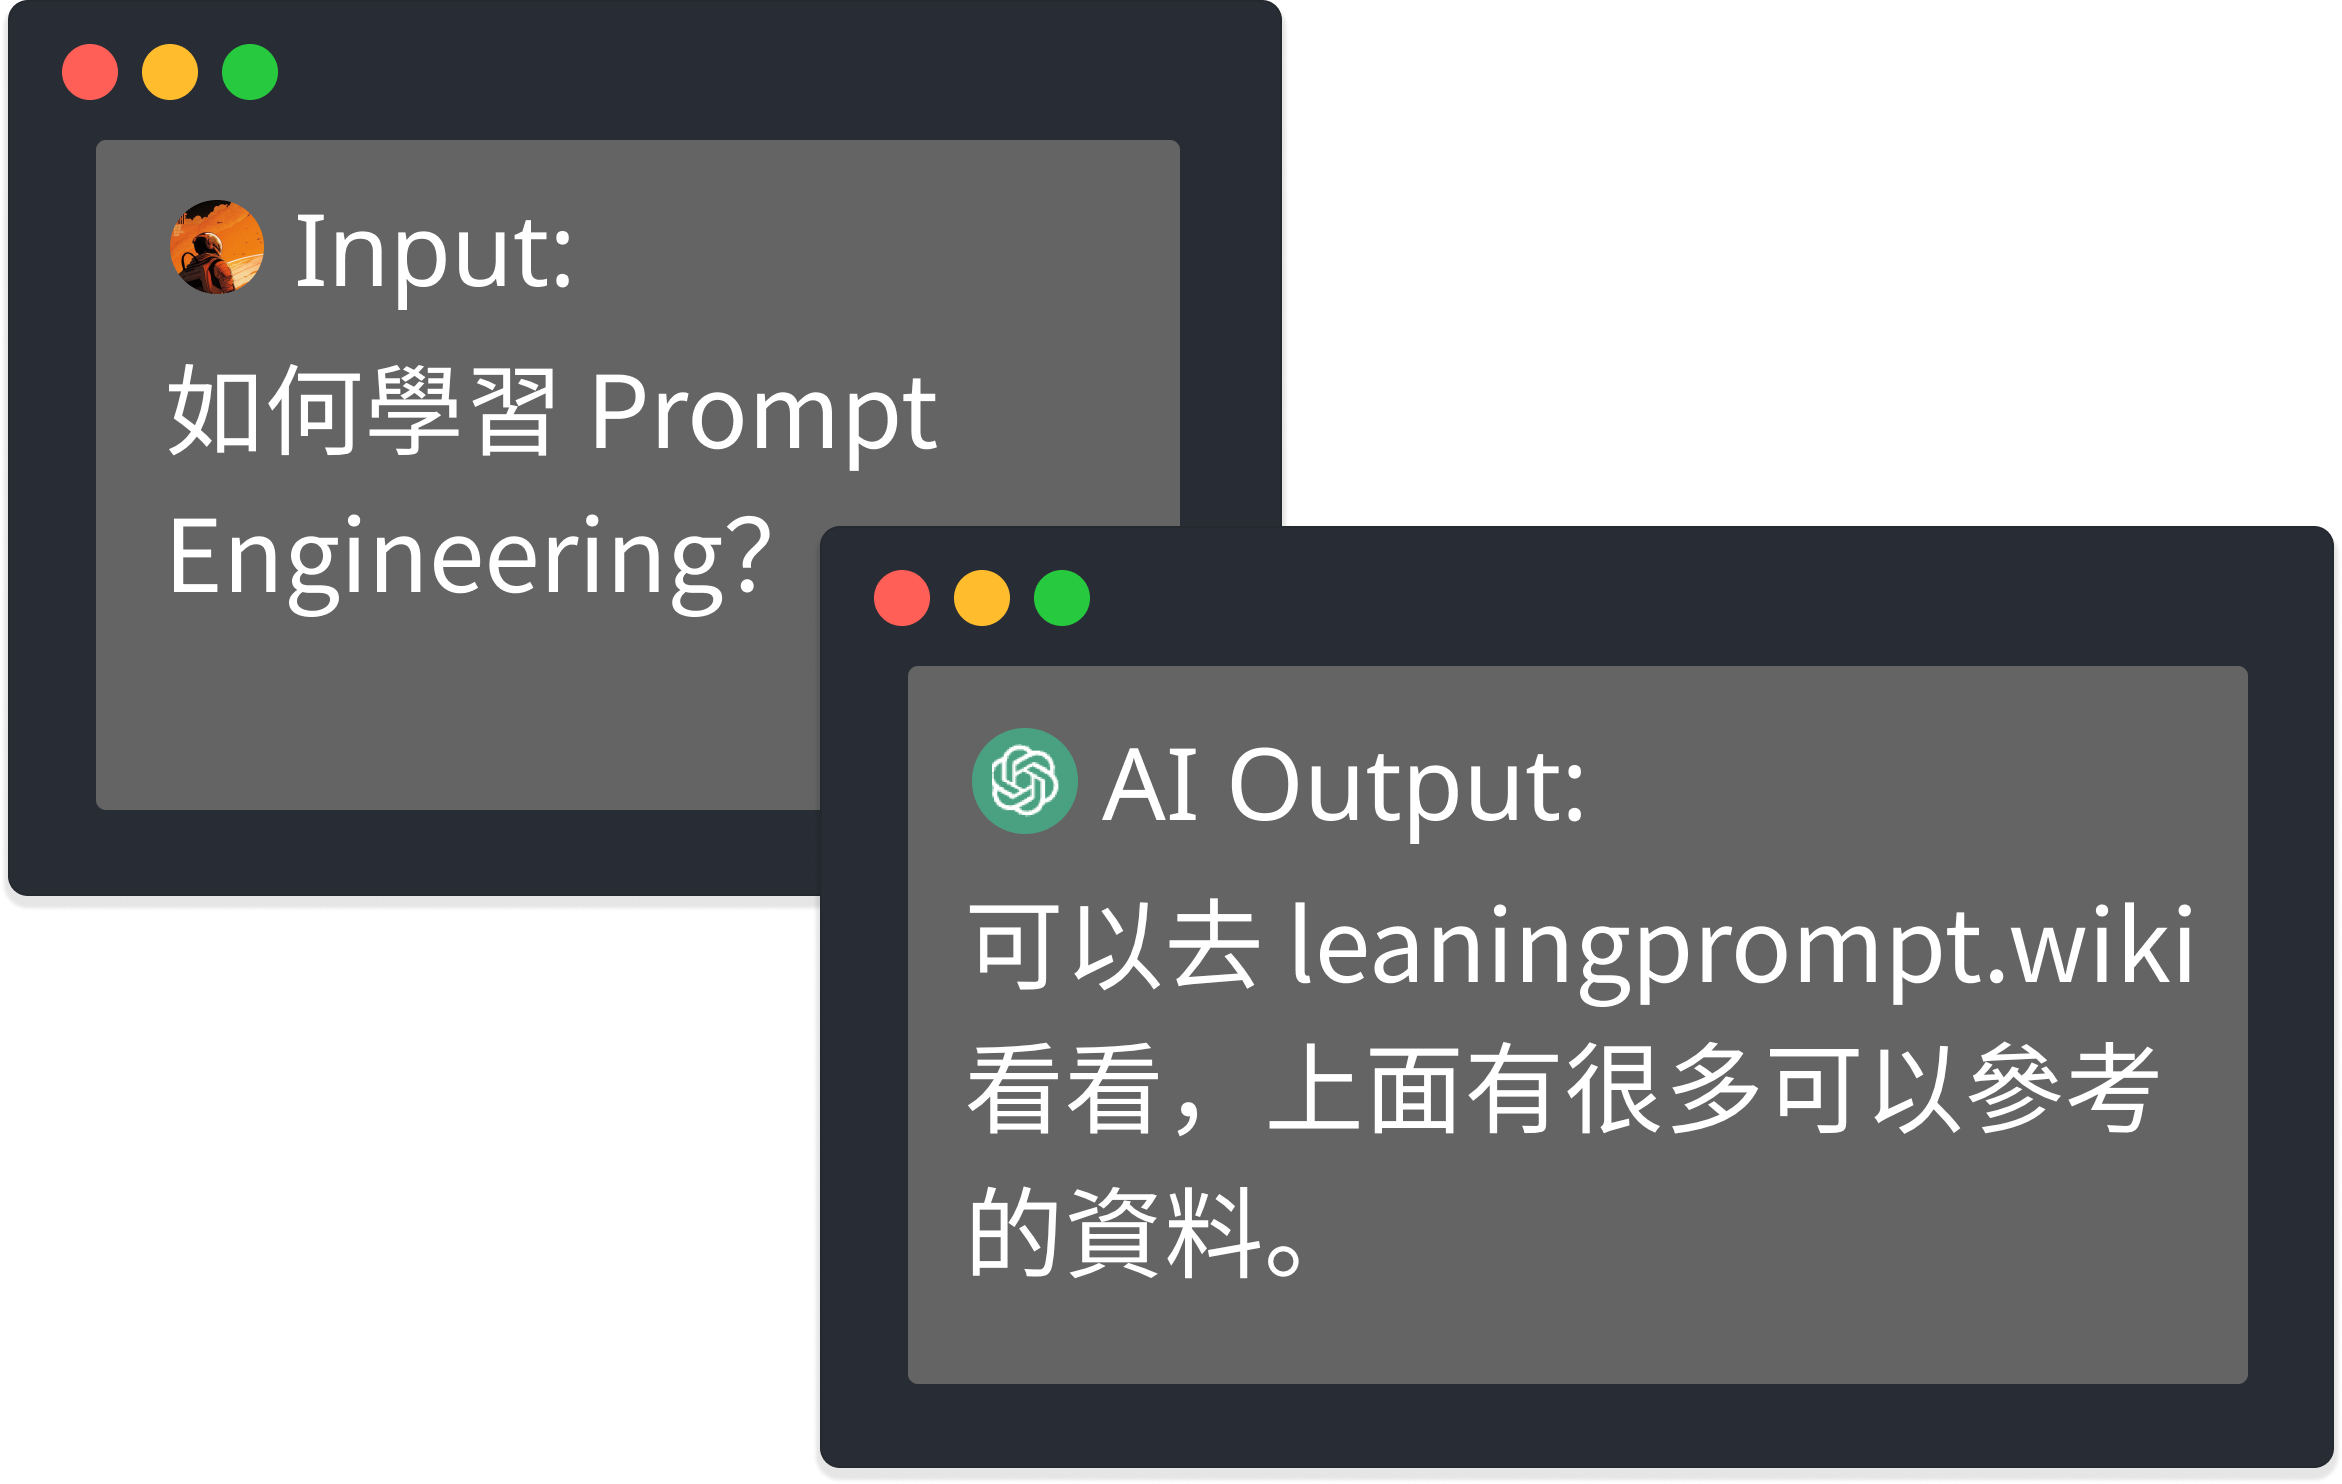 Input:
如何學習 Prompt
Engineering？
AI Output:
可以去 leaningprompt.wiki
看看，上面有很多可以參考
的資料。